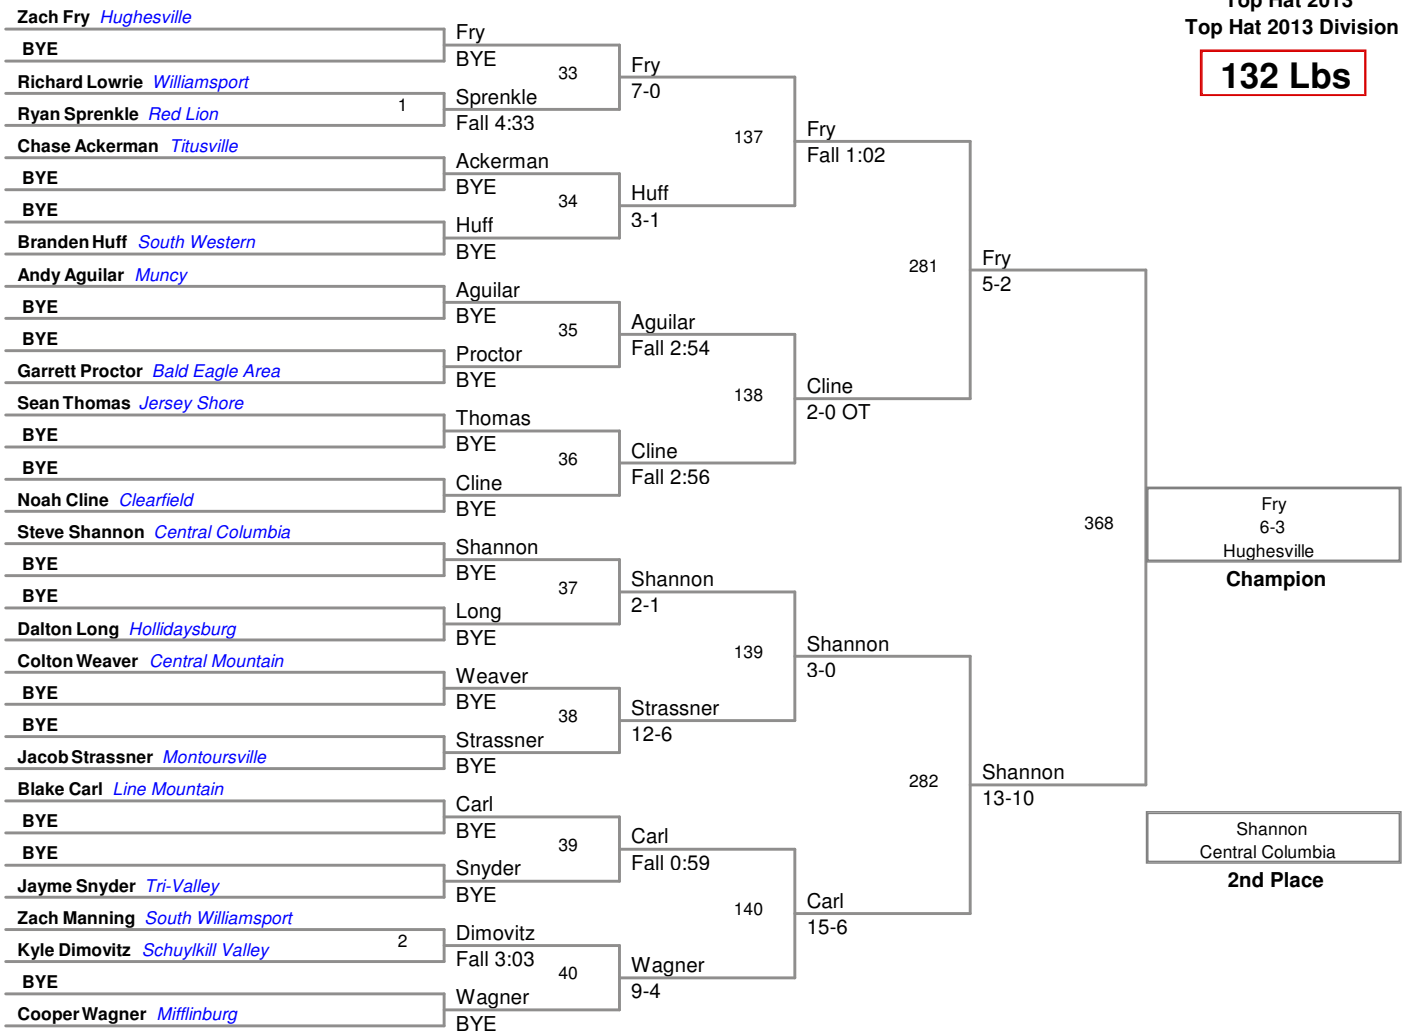 Top Hat 2013
Top Hat 2013 Division
132 Lbs
Zach Fry Hughesville
BYE
Richard Lowrie Williamsport
Ryan Sprenkle Red Lion
Chase Ackerman Titusville
BYE
BYE
Branden Huff South Western
Andy Aguilar Muncy
BYE
BYE
Garrett Proctor Bald Eagle Area
Sean Thomas Jersey Shore
BYE
BYE
Noah Cline Clearfield
Steve Shannon Central Columbia
BYE
BYE
Dalton Long Hollidaysburg
Colton Weaver Central Mountain
BYE
BYE
Jacob Strassner Montoursville
Blake Carl Line Mountain
BYE
BYE
Jayme Snyder Tri-Valley
Zach Manning South Williamsport
Kyle Dimovitz Schuylkill Valley
BYE
Cooper Wagner Mifflinburg
1
2
Fry
BYE
Sprenkle
Fall 4:33
Ackerman
BYE
Huff
BYE
Aguilar
BYE
Proctor
BYE
Thomas
BYE
Cline
BYE
Shannon
BYE
Long
BYE
Weaver
BYE
Strassner
BYE
Carl
BYE
Snyder
BYE
Dimovitz
Fall 3:03
Wagner
BYE
33
34
35
36
37
38
39
40
Fry
7-0
Huff
3-1
Aguilar
Fall 2:54
Cline
Fall 2:56
Shannon
2-1
Strassner
12-6
Carl
Fall 0:59
Wagner
9-4
137
138
139
140
Fry
Fall 1:02
Cline
2-0 OT
Shannon
3-0
Carl
15-6
281
282
Fry
5-2
Shannon
13-10
368
Fry
6-3
Hughesville
Champion
Shannon
Central Columbia
2nd Place